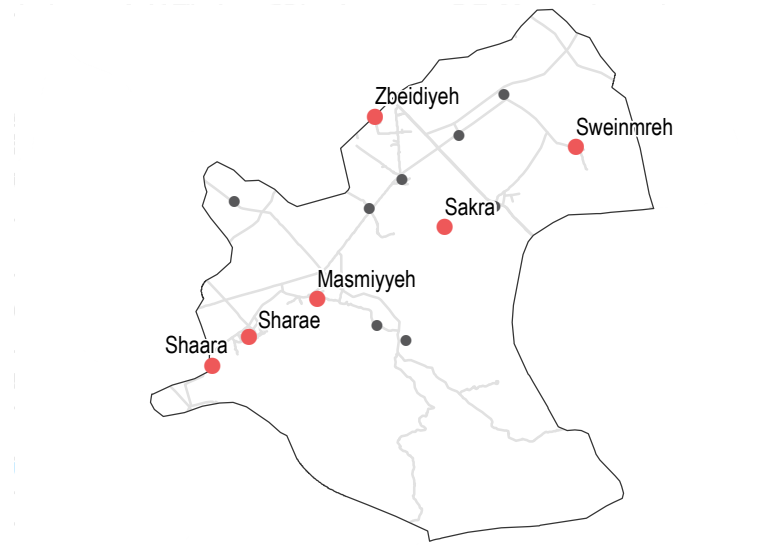 Zbeidiyeh
Sweinmreh
Sakra
Masmiyyeh
Sharae
Shaara